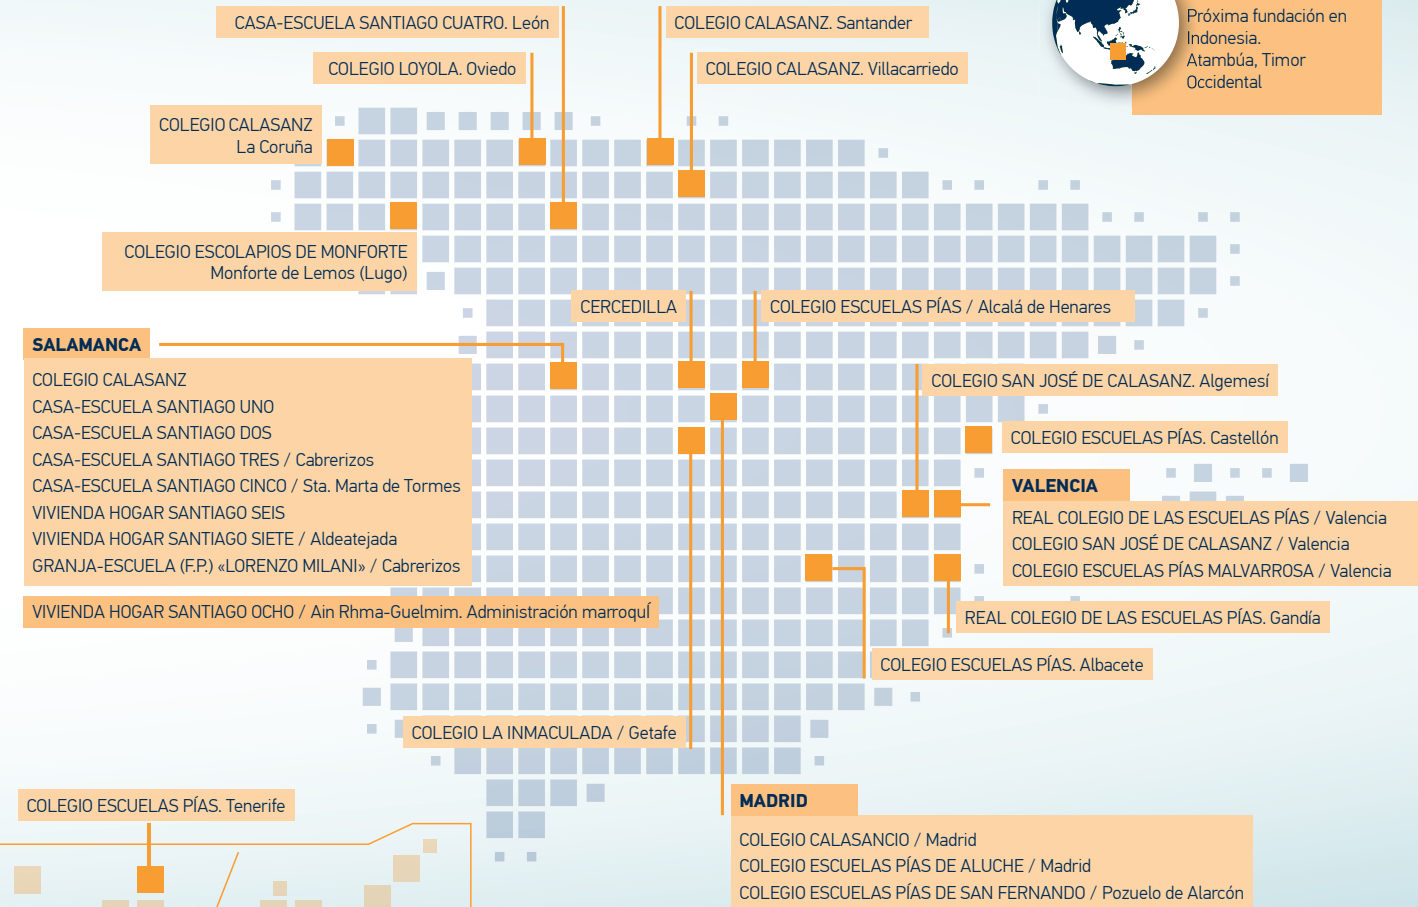 CASA-ESCUELA SANTIAGO CUATRO. León
COLEGIO CALASANZ. Santander
Próxima fundación en
Indonesia.
Atambúa, Timor
Occidental
COLEGIO LOYOLA. Oviedo
COLEGIO CALASANZ. Villacarriedo
COLEGIO CALASANZ
La Coruña
COLEGIO ESCOLAPIOS DE MONFORTE
Monforte de Lemos (Lugo)
CERCEDILLA
COLEGIO ESCUELAS PÍAS / Alcalá de Henares
SALAMANCA
COLEGIO CALASANZ
CASA-ESCUELA SANTIAGO UNO
CASA-ESCUELA SANTIAGO DOS
CASA-ESCUELA SANTIAGO TRES / Cabrerizos
CASA-ESCUELA SANTIAGO CINCO / Sta. Marta de Tormes
VIVIENDA HOGAR SANTIAGO SEIS
VIVIENDA HOGAR SANTIAGO SIETE / Aldeatejada
GRANJA-ESCUELA (F.P.) «LORENZO MILANI» / Cabrerizos
VIVIENDA HOGAR SANTIAGO OCHO / Ain Rhma-Guelmim. Administración marroquÍ
COLEGIO SAN JOSÉ DE CALASANZ. Algemesí
COLEGIO ESCUELAS PÍAS. Castellón
VALENCIA
REAL COLEGIO DE LAS ESCUELAS PÍAS / Valencia
COLEGIO SAN JOSÉ DE CALASANZ / Valencia
COLEGIO ESCUELAS PÍAS MALVARROSA / Valencia
REAL COLEGIO DE LAS ESCUELAS PÍAS. Gandía
COLEGIO ESCUELAS PÍAS. Albacete
COLEGIO LA INMACULADA / Getafe
COLEGIO ESCUELAS PÍAS. Tenerife
MADRID
COLEGIO CALASANCIO / Madrid
COLEGIO ESCUELAS PÍAS DE ALUCHE / Madrid
COLEGIO ESCUELAS PÍAS DE SAN FERNANDO / Pozuelo de Alarcón